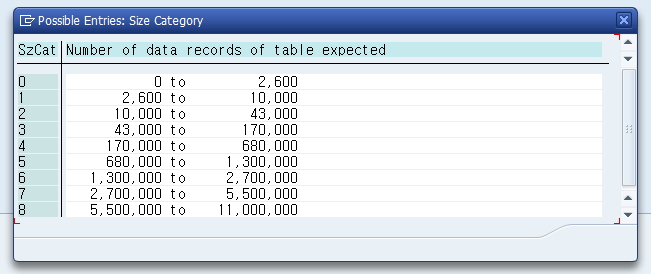 Possible Entries: Size Category
SzCat Number of data records of table expected
0 0 to 2,600
1 2,600 to 10,000
2 10,000 to 43,000
3 43,000 to 170,000
4 170,000 to 680,000
5 680,000 to 1,300,000
6 1,300,000 to 2,700,000
7 2,700,000 to 5,500,000
8 5,500,000 to 11,000,000